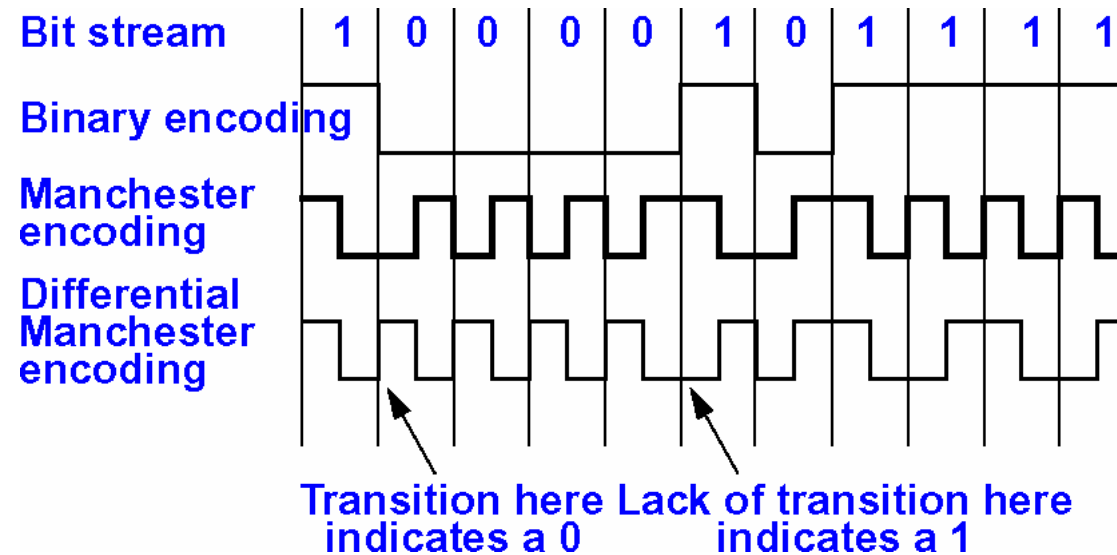 Bit stream 1 0 0 0 0 1 0 1 1 1 1
Binary encoding
Manchester
encoding
Differential
Manchester
encoding
Transition here Lack of transition here
indicates a 0 indicates a 1